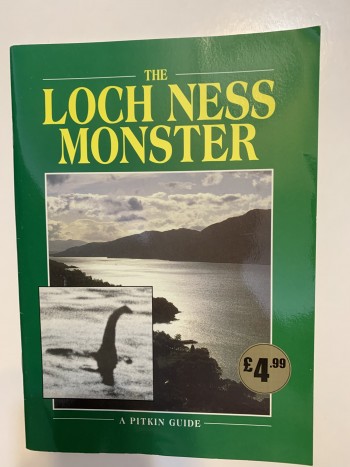 THE
LOCH NESS
MONSTER
£4.99
A PITKIN GUIDE